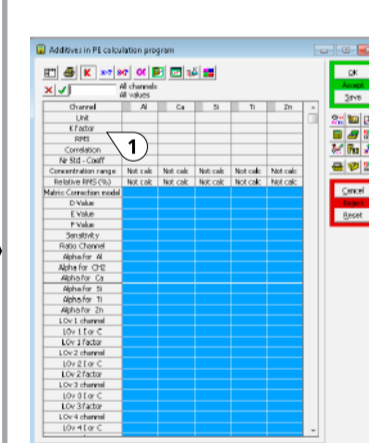 Additives in PE calculation program
K
All channels
All values
Channel Al Ca Si Ti Zn
Unit
K factor
RMS
Correlation
Nr Std - Coeff
Concentration range Not calc Not calc Not calc Not calc Not calc
Relative RMS (%) Not calc Not calc Not calc Not calc Not calc
Matrix Correction model
D Value
E Value
F Value
Sensitivity
Ratio Channel
Alpha for Al
Alpha for CH2
Alpha for Ca
Alpha for Si
Alpha for Ti
Alpha for Zn
LOv 1 channel
LOv 1 I or C
LOv 1 factor
LOv 2 channel
LOv 2 I or C
LOv 2 factor
LOv 3 channel
LOv 3 I or C
LOv 3 factor
LOv 4 channel
LOv 4 I or C
1
OK
Accept
Save
Cancel
Reject
Reset